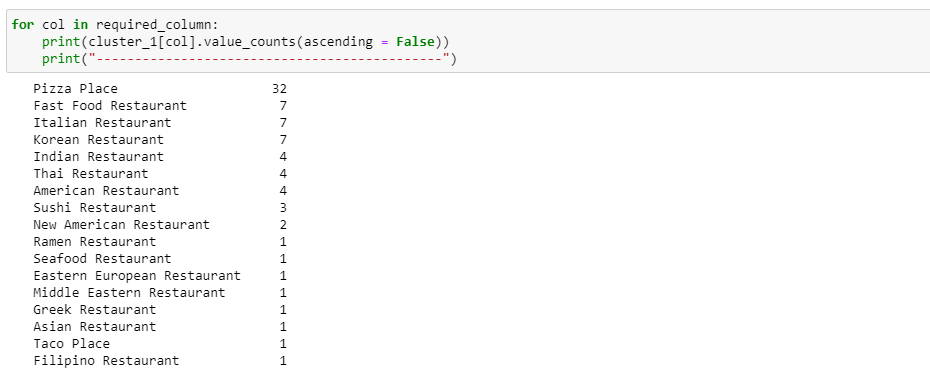 for col in required_column:
    print(cluster_1[col].value_counts(ascending = False))
    print("---------------------------------------------")
Pizza Place 32
Fast Food Restaurant 7
Italian Restaurant 7
Korean Restaurant 7
Indian Restaurant 4
Thai Restaurant 4
American Restaurant 4
Sushi Restaurant 3
New American Restaurant 2
Ramen Restaurant 1
Seafood Restaurant 1
Eastern European Restaurant 1
Middle Eastern Restaurant 1
Greek Restaurant 1
Asian Restaurant 1
Taco Place 1
Filipino Restaurant 1